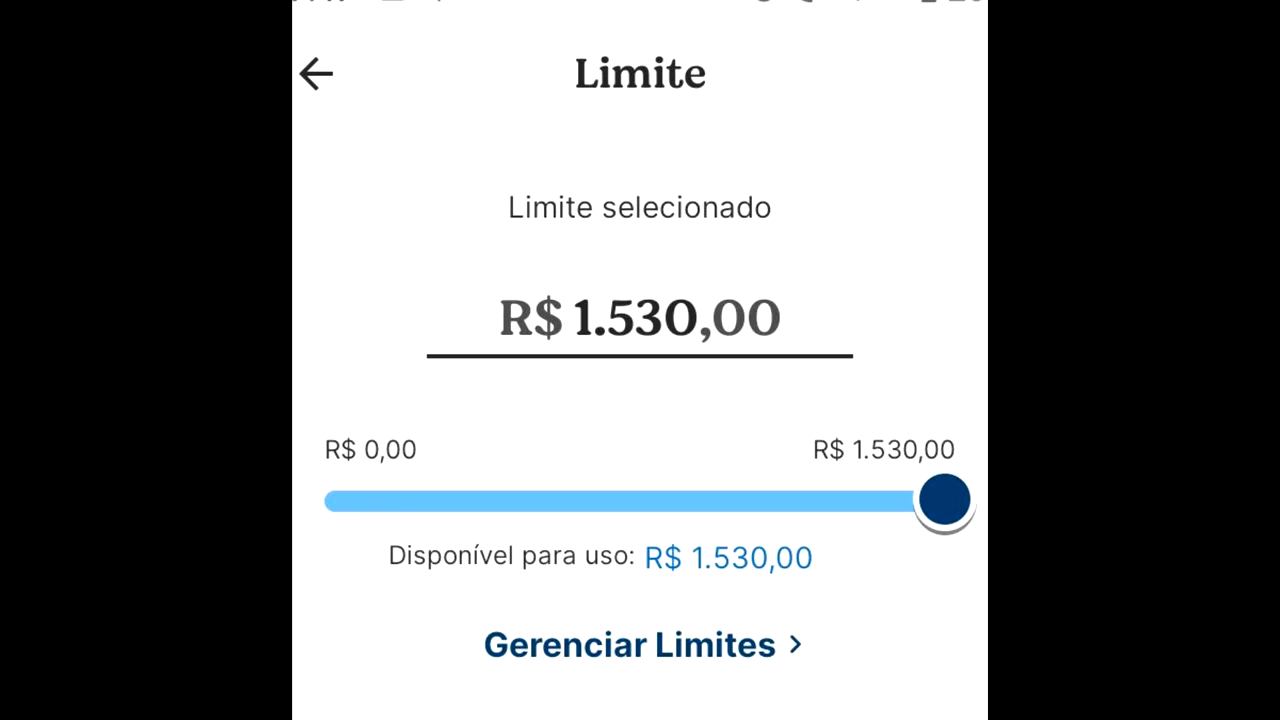 Limite
Limite selecionado
R$ 1.530,00
R$ 0,00 R$ 1.530,00
Disponível para uso: R$ 1.530,00
Gerenciar Limites >